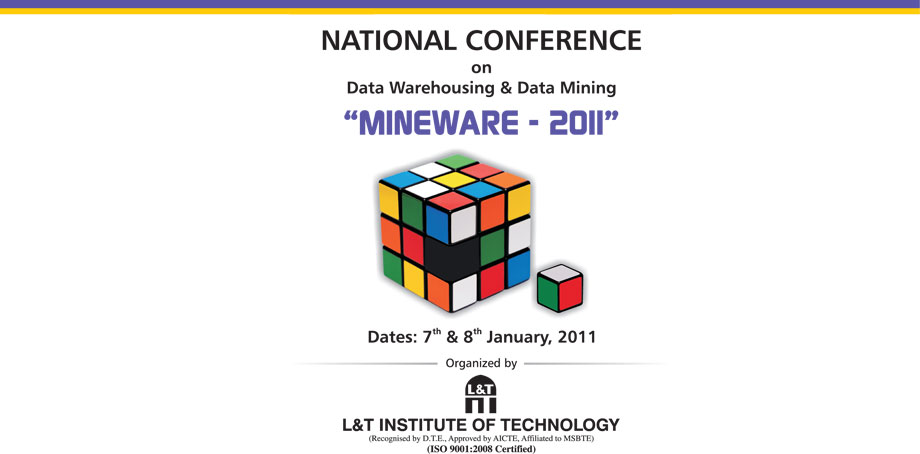 NATIONAL CONFERENCE
on
Data Warehousing & Data Mining
“MINEWARE - 2011”
Dates: 7th & 8th January, 2011
Organized by
L&T
L&T INSTITUTE OF TECHNOLOGY
(Recognised by D.T.E., Approved by AICTE, Affiliated to MSBTE)
(ISO 9001:2008 Certified)